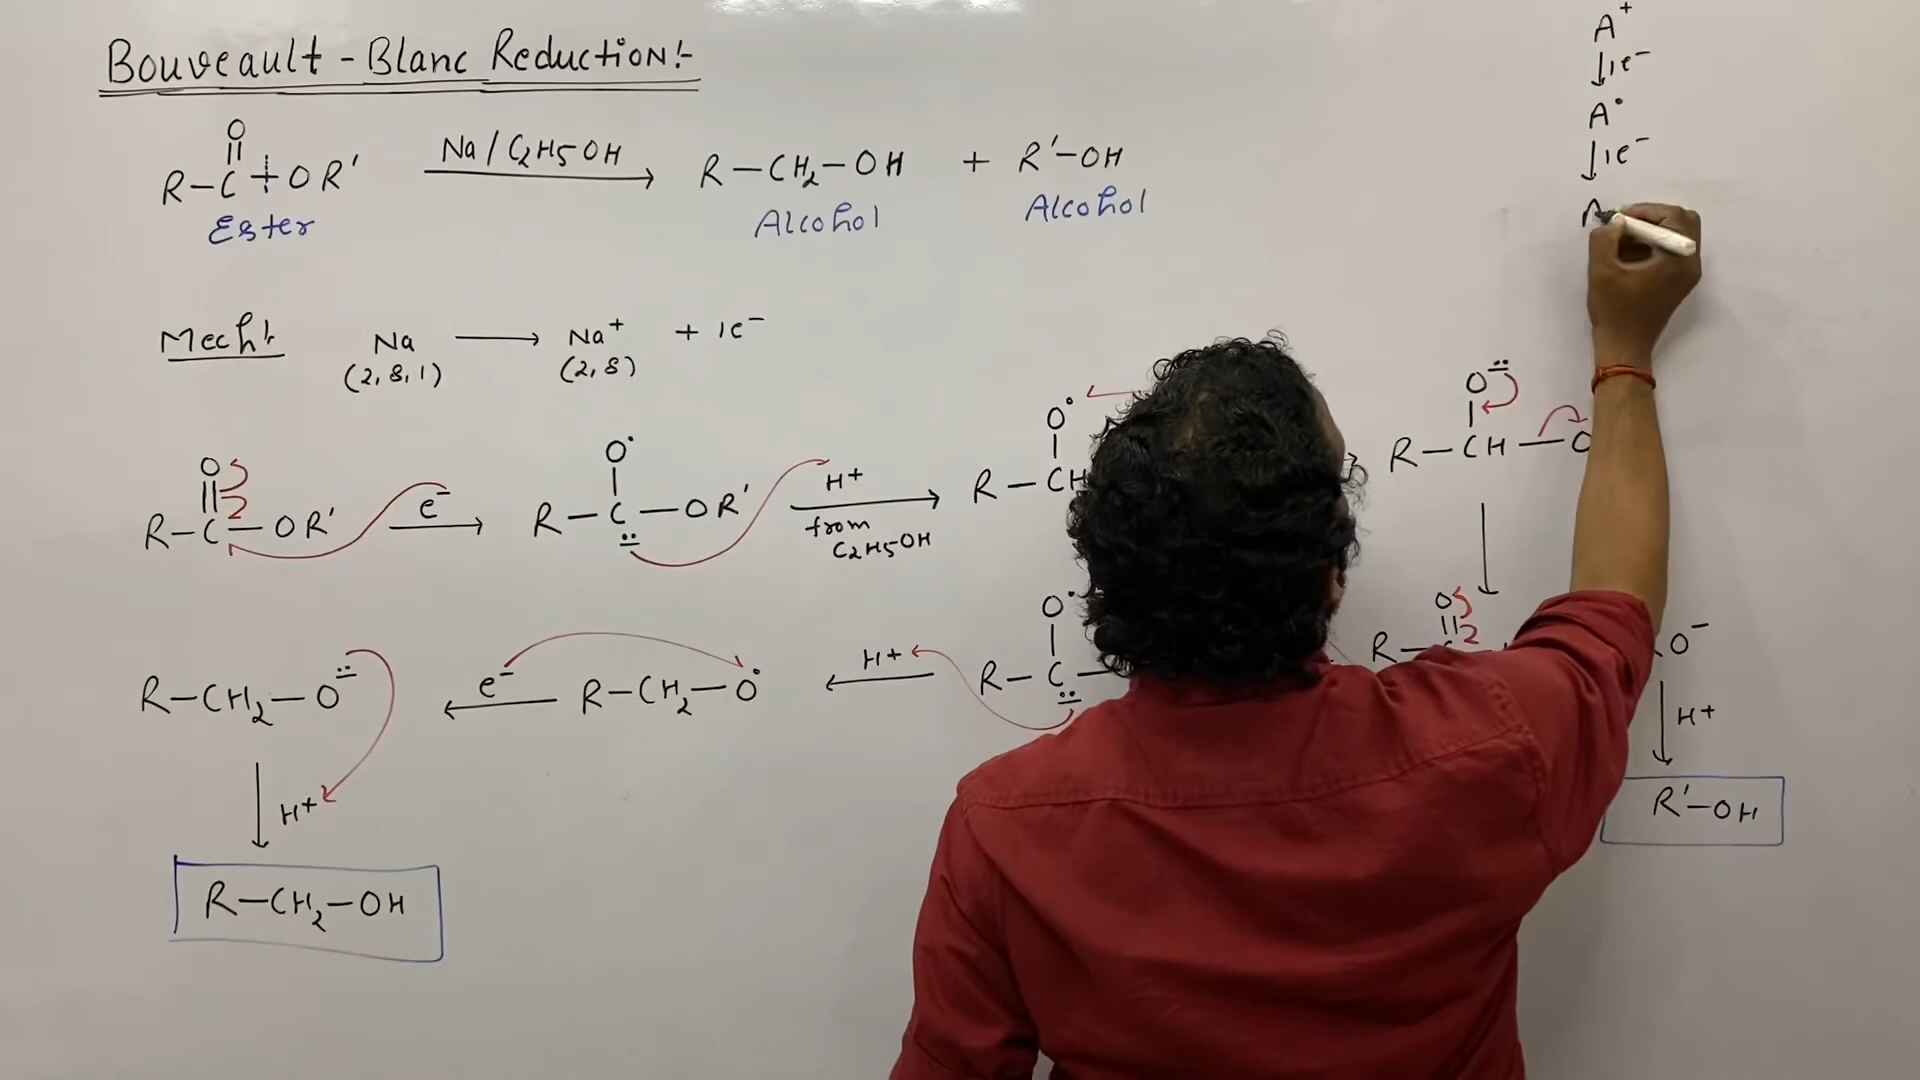 Bouveault - Blanc Reduction!-
O
R-C+OR' Na/C2H5OH R-CH2-OH + R'-OH
Ester Alcohol Alcohol
A+
↓1e-
A•
↓1e-
A
Mech! Na → Na+ + 1e-
(2,8,1) (2,8)
O O• O• O
R-C-OR' e- R-C-OR' H+ R-CH R-CH-O
from
C2H5OH
O• O
R-CH2-O e- R-CH2-O• H+ R-C- R- O-
H+ H+
R-CH2-OH R'-OH